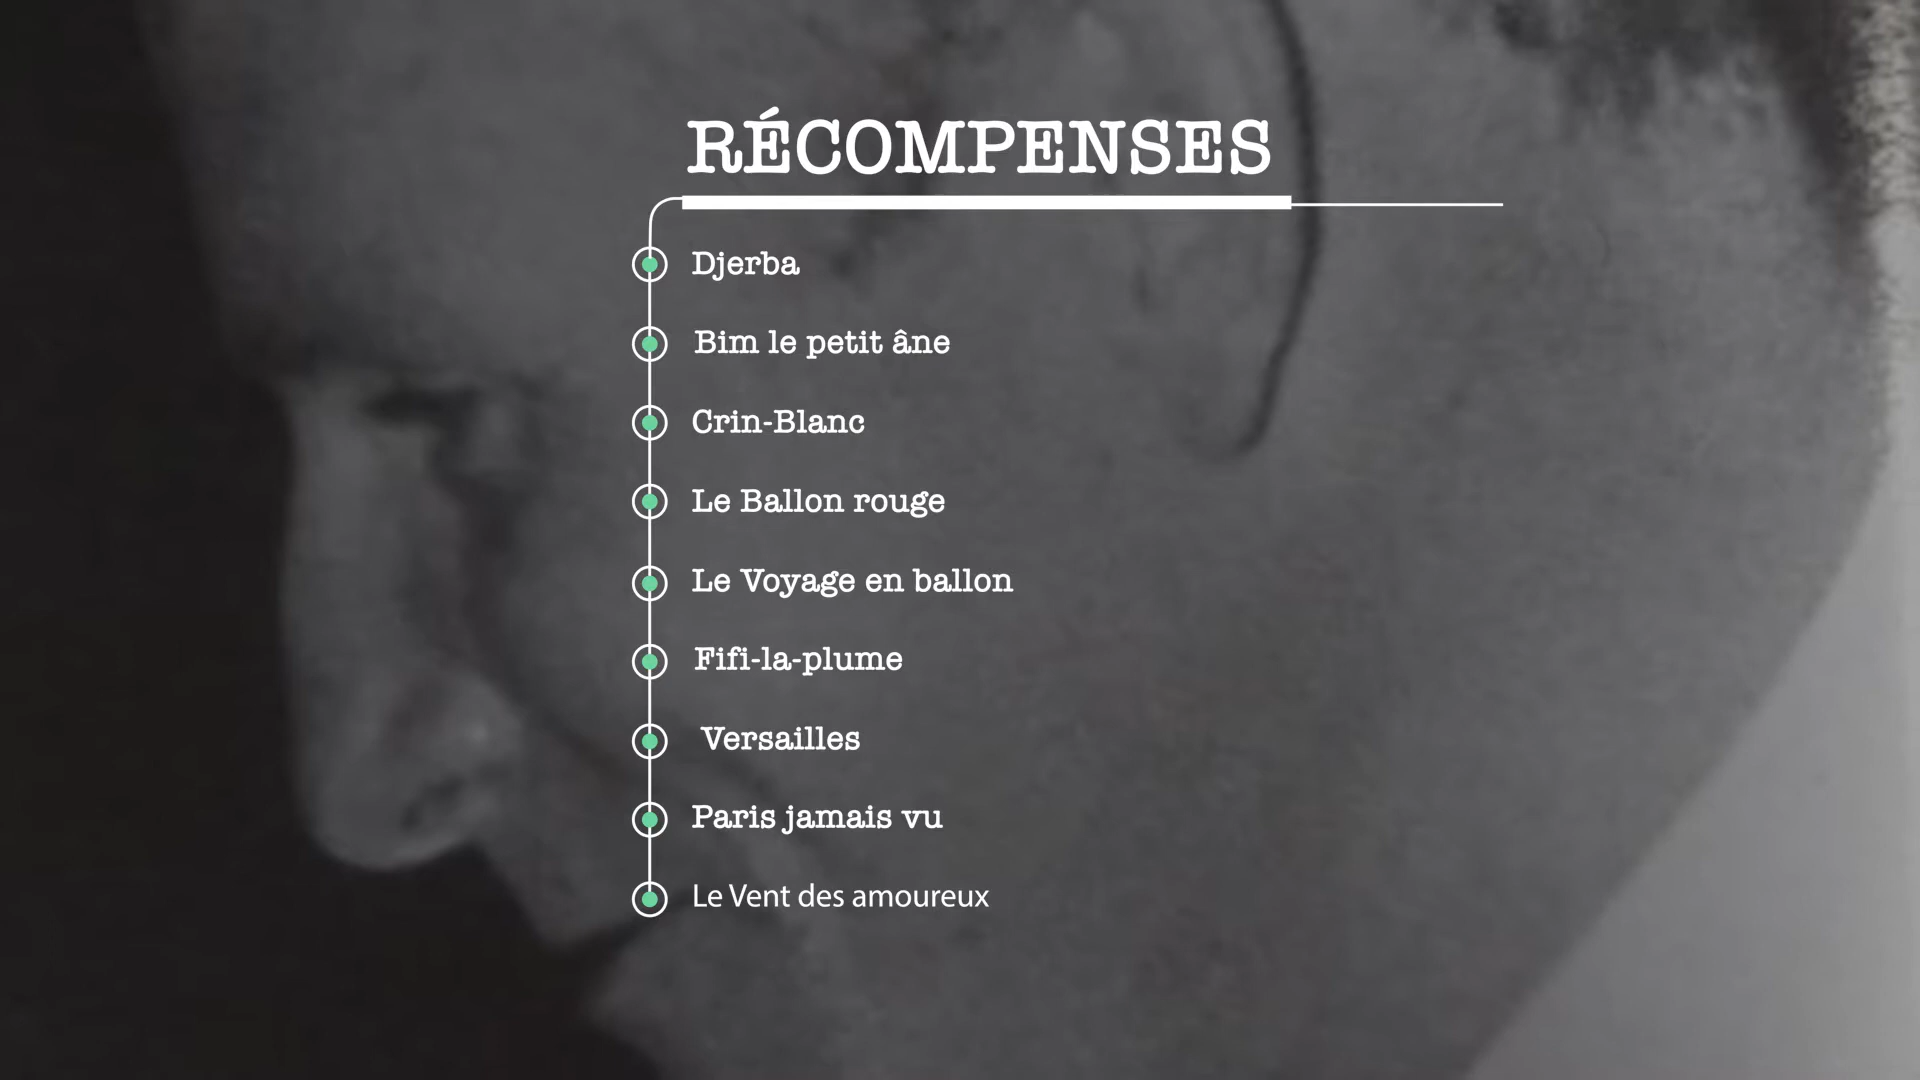 RÉCOMPENSES
Djerba
Bim le petit âne
Crin-Blanc
Le Ballon rouge
Le Voyage en ballon
Fifi-la-plume
Versailles
Paris jamais vu
Le Vent des amoureux